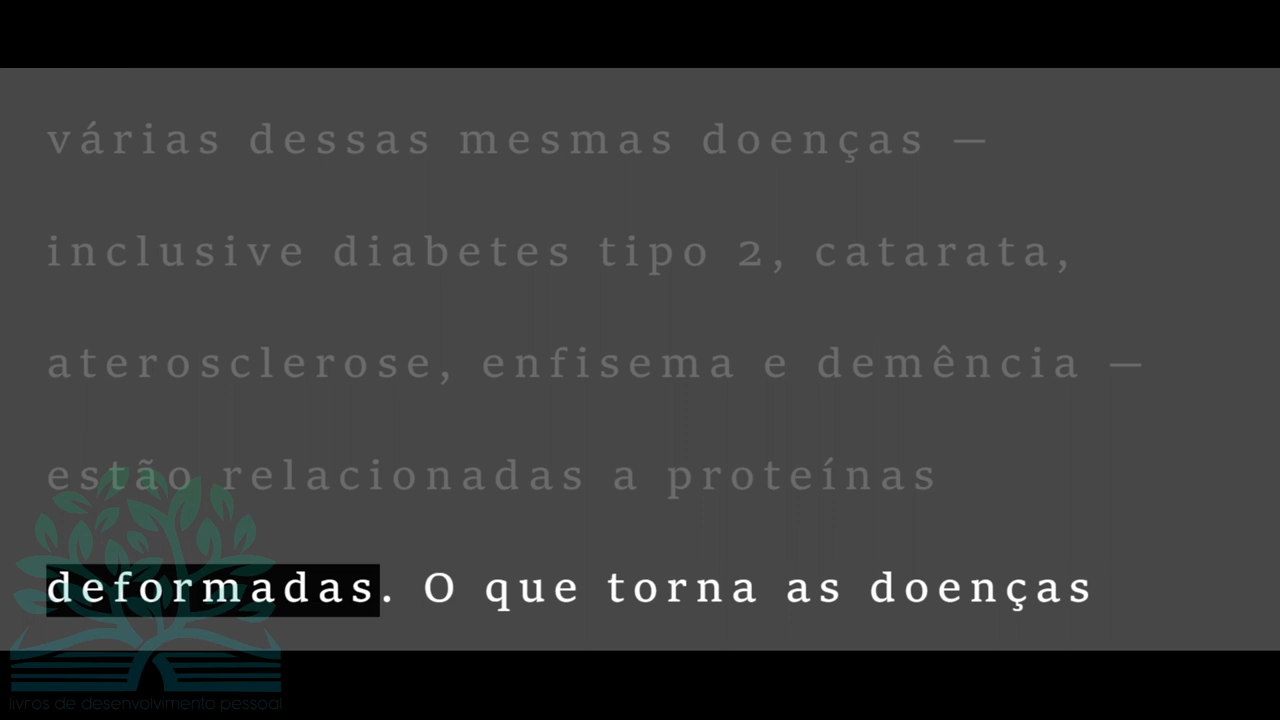 várias dessas mesmas doenças —
inclusive diabetes tipo 2, catarata,
aterosclerose, enfisema e demência —
estão relacionadas a proteínas
deformadas. O que torna as doenças
livros de desenvolvimento pessoal